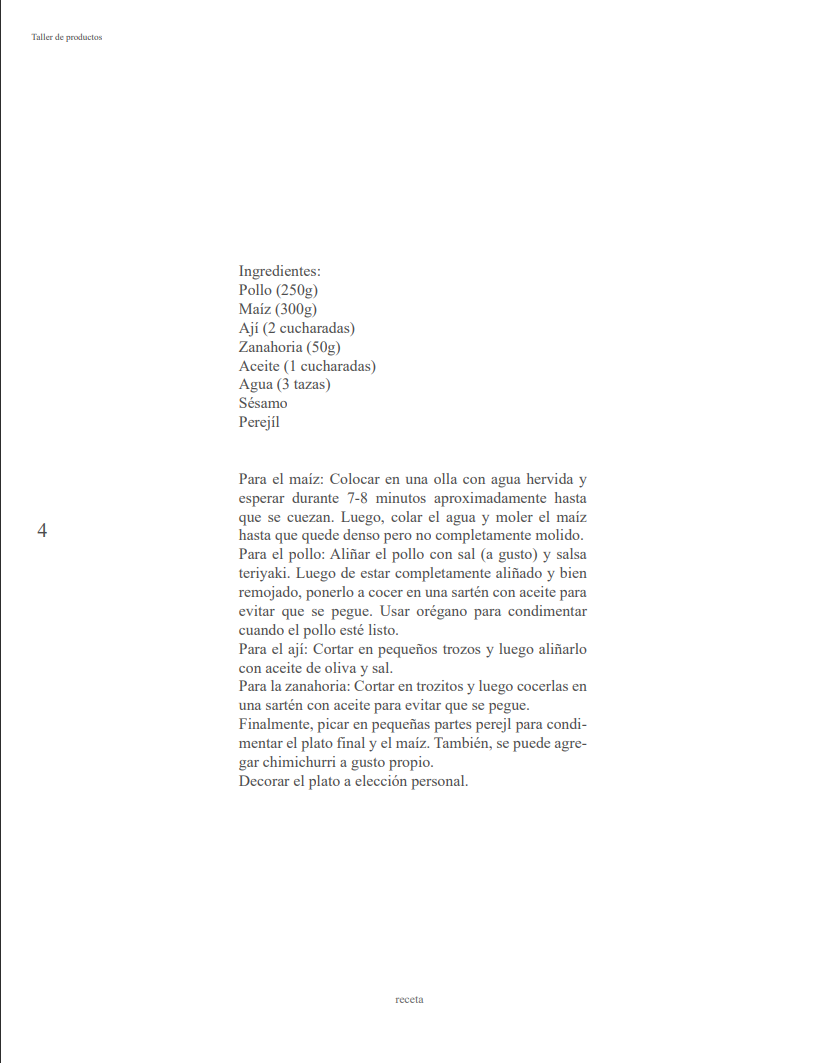 Taller de productos
Ingredientes:
Pollo (250g)
Maíz (300g)
Ají (2 cucharadas)
Zanahoria (50g)
Aceite (1 cucharadas)
Agua (3 tazas)
Sésamo
Perejíl
Para el maíz: Colocar en una olla con agua hervida y
esperar durante 7-8 minutos aproximadamente hasta
que se cuezan. Luego, colar el agua y moler el maíz
hasta que quede denso pero no completamente molido.
Para el pollo: Aliñar el pollo con sal (a gusto) y salsa
teriyaki. Luego de estar completamente aliñado y bien
remojado, ponerlo a cocer en una sartén con aceite para
evitar que se pegue. Usar orégano para condimentar
cuando el pollo esté listo.
Para el ají: Cortar en pequeños trozos y luego aliñarlo
con aceite de oliva y sal.
Para la zanahoria: Cortar en trozitos y luego cocerlas en
una sartén con aceite para evitar que se pegue.
Finalmente, picar en pequeñas partes perejl para condi-
mentar el plato final y el maíz. También, se puede agre-
gar chimichurri a gusto propio.
Decorar el plato a elección personal.
4
receta